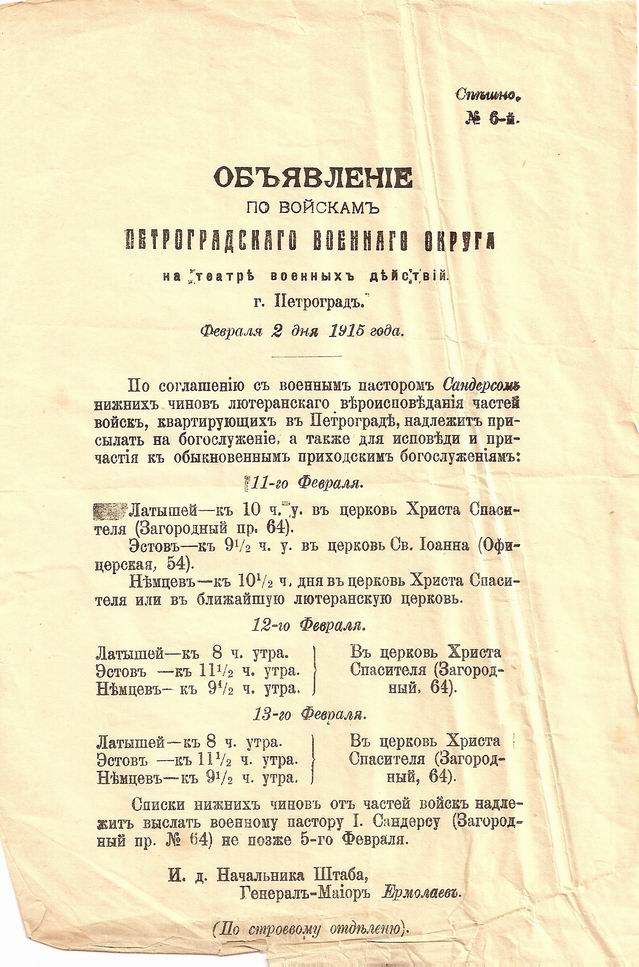 Спѣшно.
№ 6-й.
ОБЪЯВЛЕНІЕ
ПО ВОЙСКАМЪ
ПЕТРОГРАДСКАГО ВОЕННАГО ОКРУГА
на театрѣ военныхъ дѣйствій.
г. Петроградъ.
Февраля 2 дня 1915 года.
По соглашенію съ военнымъ пасторомъ Сандерсомъ
нижнихъ чиновъ лютеранскаго вѣроисповѣданія частей
войскъ, квартирующихъ въ Петроградѣ, надлежитъ при-
сылать на богослуженіе, а также для исповѣди и при-
частія къ обыкновеннымъ приходскимъ богослуженіямъ:
11-го Февраля.
Латышей—къ 10 ч. у. въ церковь Христа Спаси-
теля (Загородный пр. 64).
Эстовъ—къ 9½ ч. у. въ церковь Св. Іоанна (Офи-
церская, 54).
Нѣмцевъ—къ 10½ ч. дня въ церковь Христа Спаси-
теля или въ ближайшую лютеранскую церковь.
12-го Февраля.
Латышей—къ 8 ч. утра. Въ церковь Христа
Эстовъ —къ 11½ ч. утра. Спасителя (Загород-
Нѣмцевъ—къ 9½ ч. утра. ный, 64).
13-го Февраля.
Латышей—къ 8 ч. утра. Въ церковь Христа
Эстовъ —къ 11½ ч. утра. Спасителя (Загород-
Нѣмцевъ—къ 9½ ч. утра. ный, 64).
Списки нижнихъ чиновъ отъ частей войскъ надле-
житъ выслать военному пастору І. Сандерсу (Загород-
ный пр. № 64) не позже 5-го Февраля.
И. д. Начальника Штаба,
Генералъ-Маіоръ Ермолаевъ.
(По строевому отдѣленію).